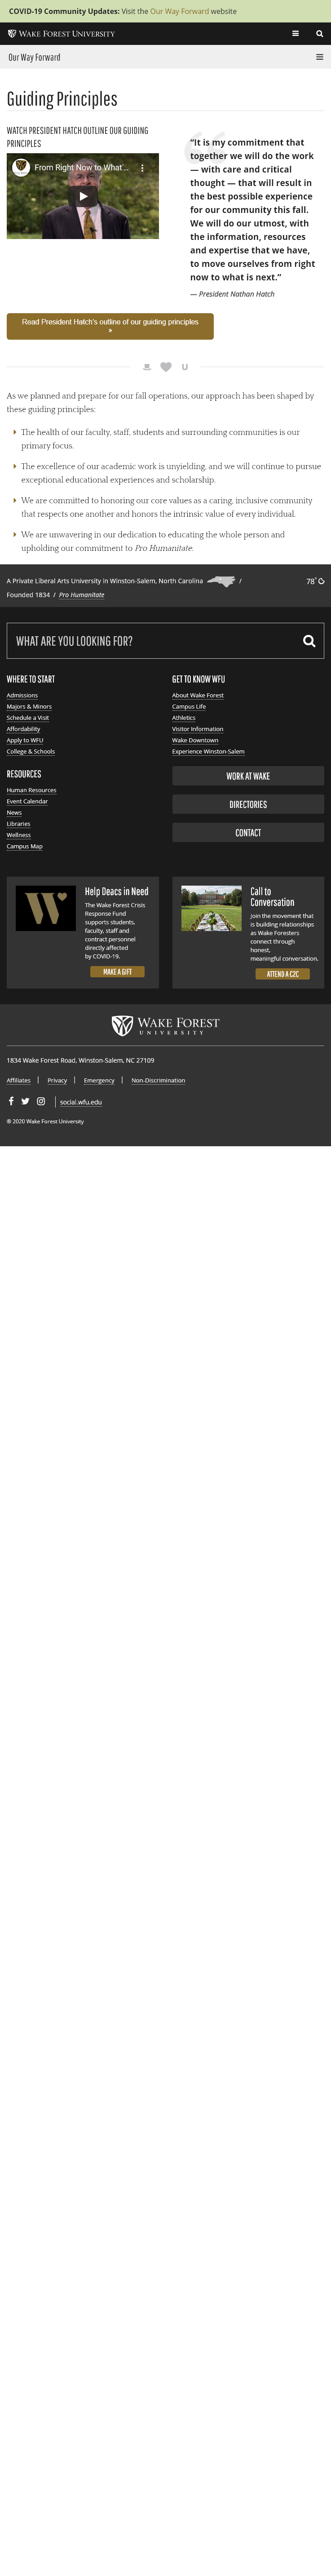 COVID-19 Community Updates: Visit the Our Way Forward website
WAKE FOREST UNIVERSITY
Our Way Forward
Guiding Principles
WATCH PRESIDENT HATCH OUTLINE OUR GUIDING
PRINCIPLES
From Right Now to What'...
“It is my commitment that
together we will do the work
— with care and critical
thought — that will result in
the best possible experience
for our community this fall.
We will do our utmost, with
the information, resources
and expertise that we have,
to move ourselves from right
now to what is next.”
— President Nathan Hatch
Read President Hatch's outline of our guiding principles
»
As we planned and prepare for our fall operations, our approach has been shaped by
these guiding principles:
The health of our faculty, staff, students and surrounding communities is our
primary focus.
The excellence of our academic work is unyielding, and we will continue to pursue
exceptional educational experiences and scholarship.
We are committed to honoring our core values as a caring, inclusive community
that respects one another and honors the intrinsic value of every individual.
We are unwavering in our dedication to educating the whole person and
upholding our commitment to Pro Humanitate.
A Private Liberal Arts University in Winston-Salem, North Carolina /
78°
Founded 1834 / Pro Humanitate
WHAT ARE YOU LOOKING FOR?
WHERE TO START
Admissions
Majors & Minors
Schedule a Visit
Affordability
Apply to WFU
College & Schools
RESOURCES
Human Resources
Event Calendar
News
Libraries
Wellness
Campus Map
GET TO KNOW WFU
About Wake Forest
Campus Life
Athletics
Visitor Information
Wake Downtown
Experience Winston-Salem
WORK AT WAKE
DIRECTORIES
CONTACT
Help Deacs in Need
The Wake Forest Crisis
Response Fund
supports students,
faculty, staff and
contract personnel
directly affected
by COVID-19.
MAKE A GIFT
Call to
Conversation
Join the movement that
is building relationships
as Wake Foresters
connect through
honest,
meaningful conversation.
ATTEND A C2C
WAKE FOREST
UNIVERSITY
1834 Wake Forest Road, Winston-Salem, NC 27109
Affiliates | Privacy | Emergency | Non-Discrimination
social.wfu.edu
® 2020 Wake Forest University